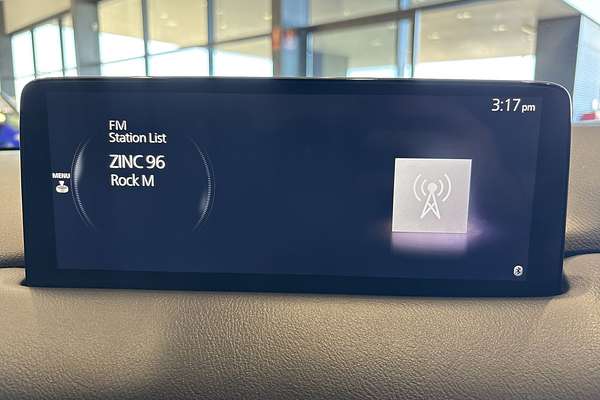 3:17 pm
FM
Station List
ZINC 96
Rock M
MENU